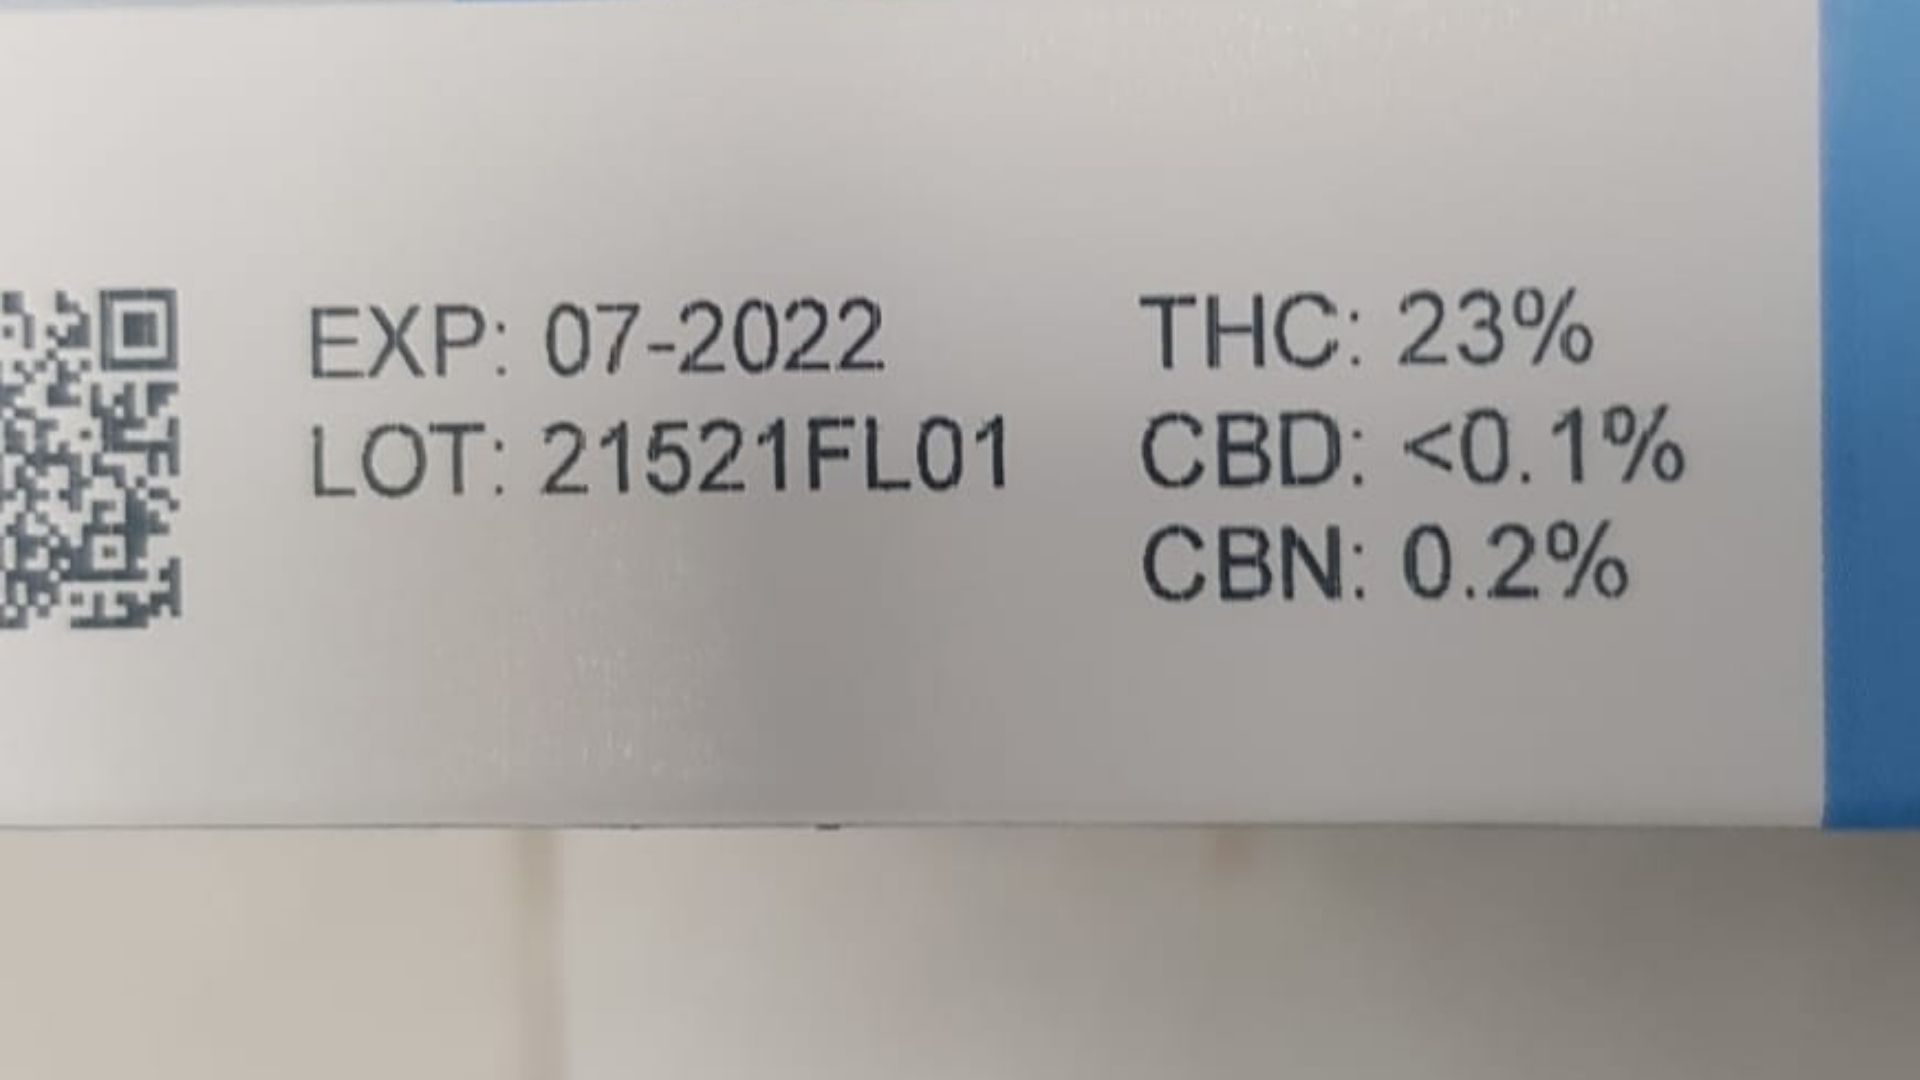 EXP: 07-2022
LOT: 21521FL01
THC: 23%
CBD: <0.1%
CBN: 0.2%